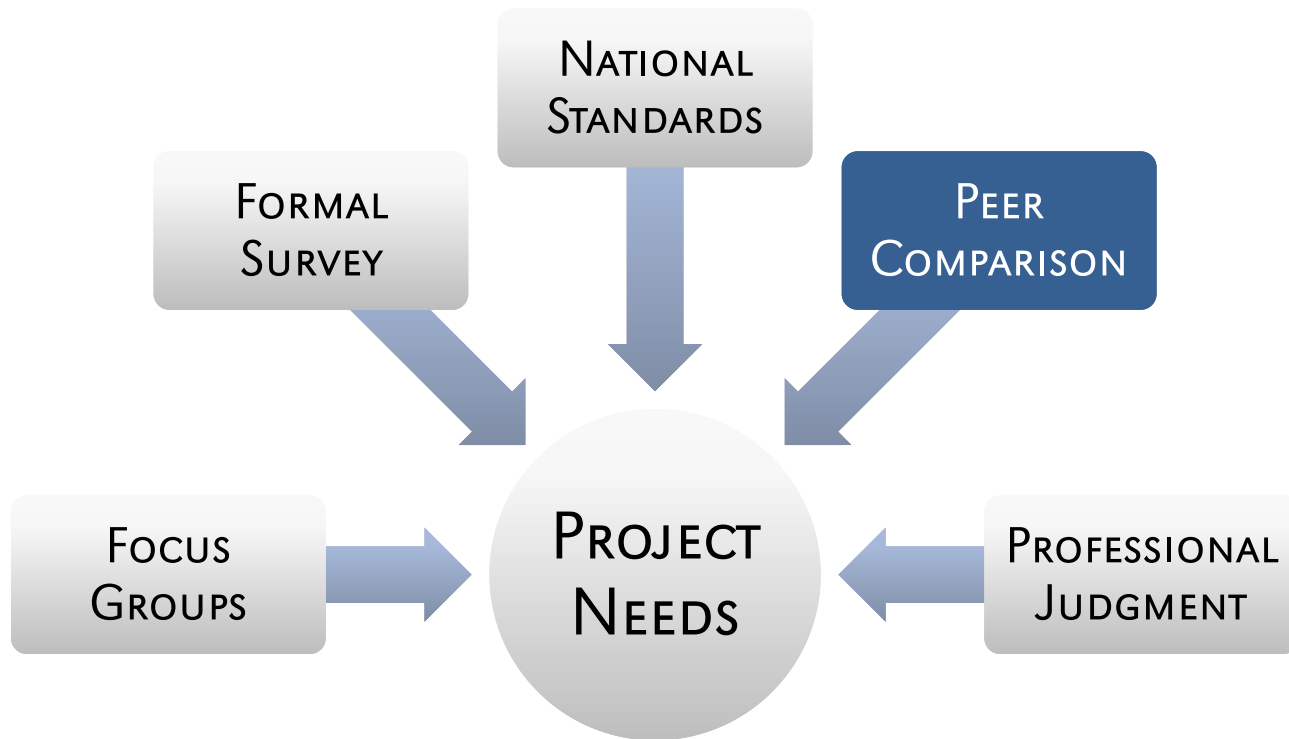 NATIONAL
STANDARDS
FORMAL
SURVEY
PEER
COMPARISON
FOCUS
GROUPS
PROJECT
NEEDS
PROFESSIONAL
JUDGMENT